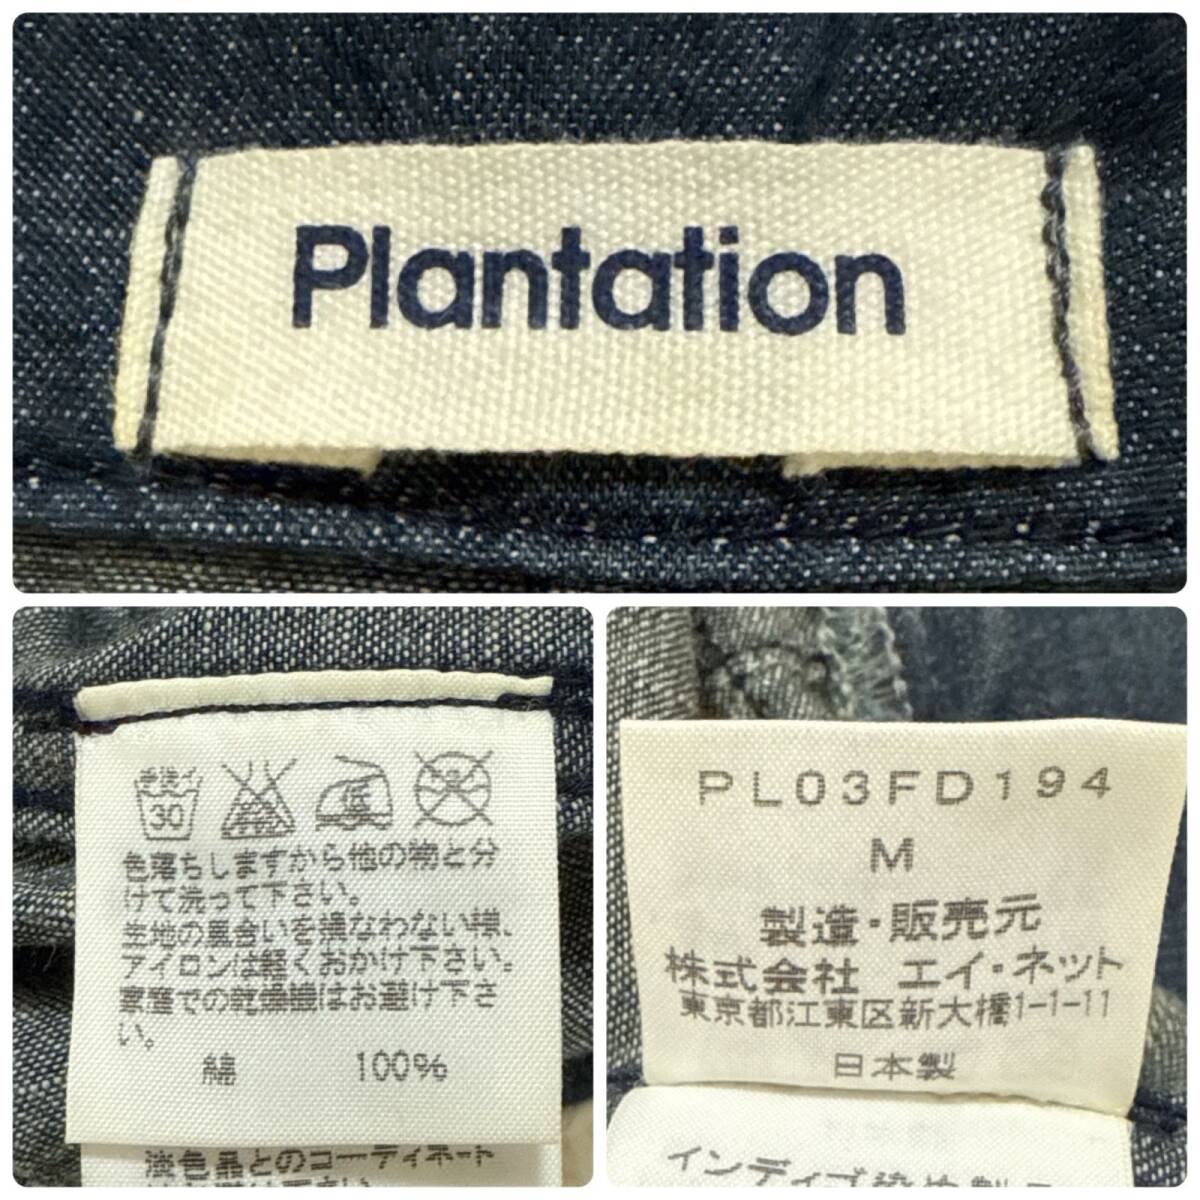 Plantation
手洗イ
30
低
色落ちしますから他の物と分
けて洗って下さい。
生地の風合いを損なわない様、
アイロンは軽くおかけ下さい。
家庭での乾燥機はお避け下さ
い。
綿 100%
淡色品とのコーディネート
PL03FD194
M
製造・販売元
株式会社 エイ・ネット
東京都江東区新大橋1-1-11
日本製
インディゴ染め製